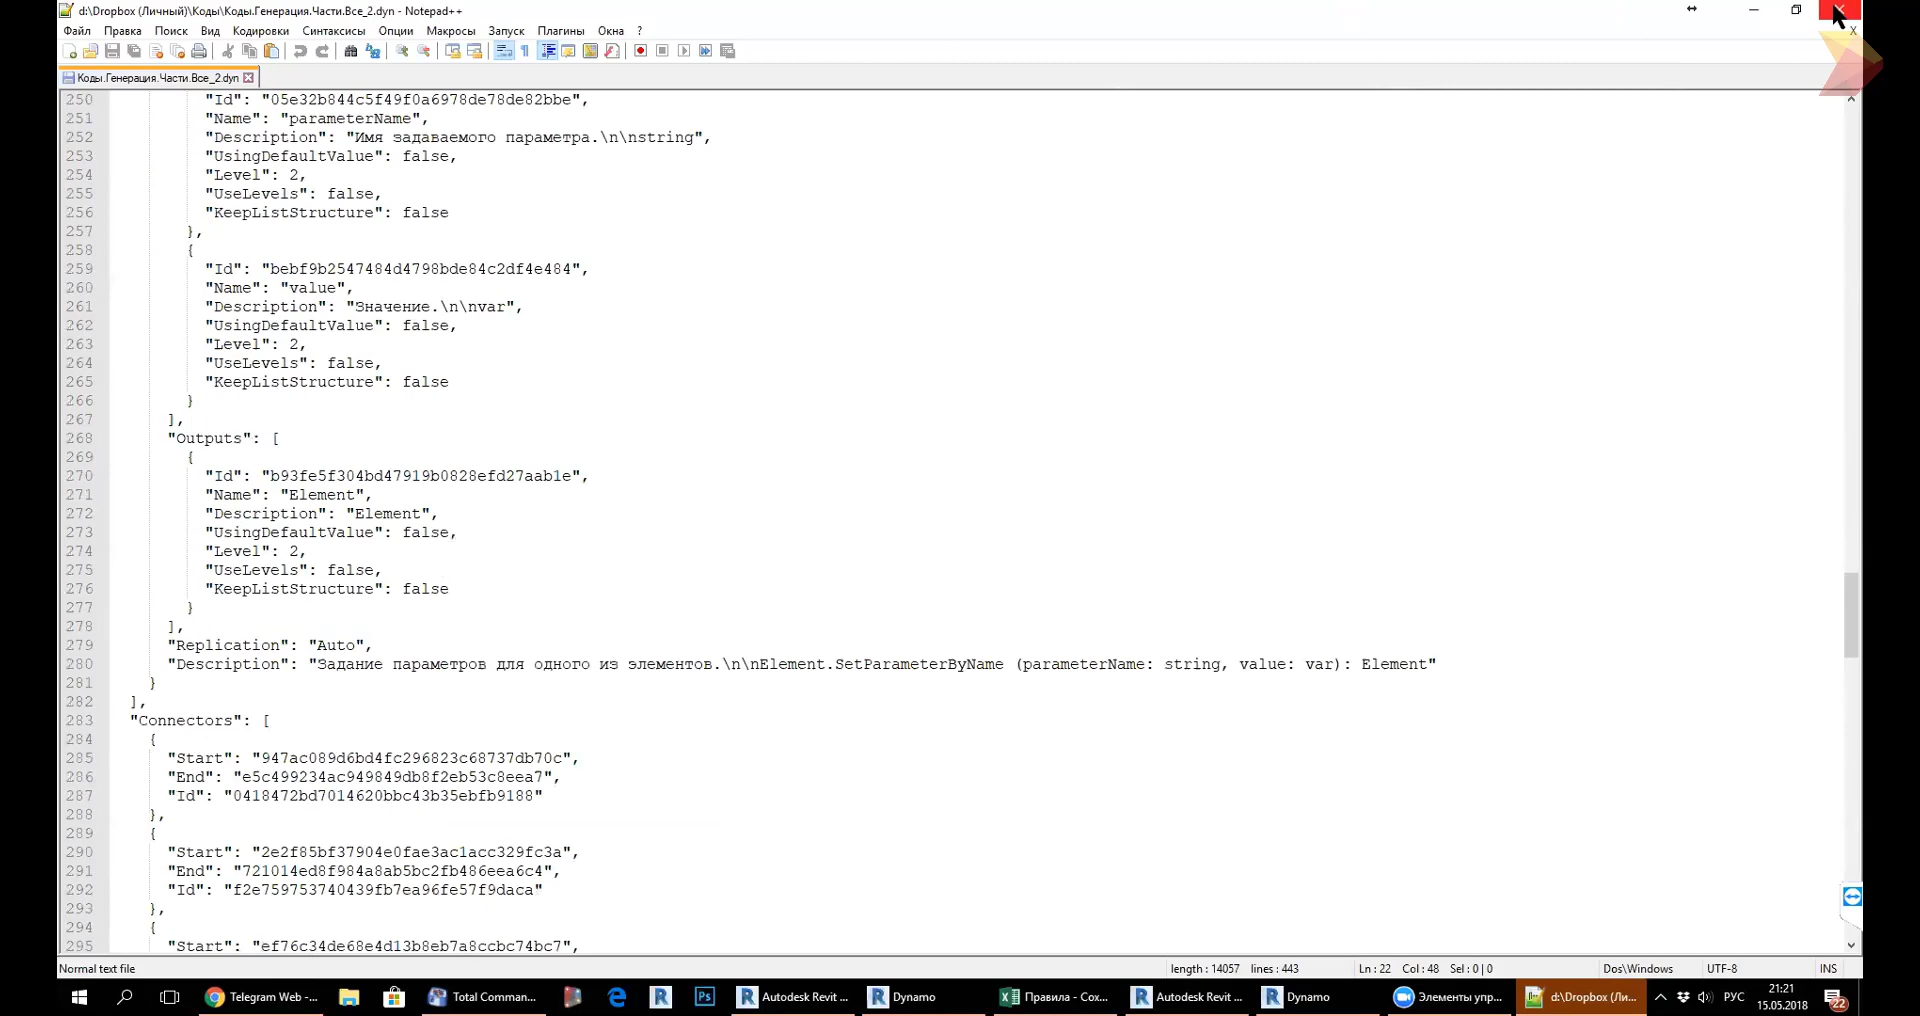 d:\Dropbox (Личный)\Коды\Коды.Генерация.Части.Все_2.dyn - Notepad++
Файл Правка Поиск Вид Кодировки Синтаксисы Опции Макросы Запуск Плагины Окна ?
X
Коды.Генерация.Части.Все_2.dyn
250 "Id": "05e32b844c5f49f0a6978de78de82bbe",
251 "Name": "parameterName",
252 "Description": "Имя задаваемого параметра.\n\nstring",
253 "UsingDefaultValue": false,
254 "Level": 2,
255 "UseLevels": false,
256 "KeepListStructure": false
257 },
258 {
259 "Id": "bebf9b2547484d4798bde84c2df4e484",
260 "Name": "value",
261 "Description": "Значение.\n\nvar",
262 "UsingDefaultValue": false,
263 "Level": 2,
264 "UseLevels": false,
265 "KeepListStructure": false
266 }
267 ],
268 "Outputs": [
269 {
270 "Id": "b93fe5f304bd47919b0828efd27aab1e",
271 "Name": "Element",
272 "Description": "Element",
273 "UsingDefaultValue": false,
274 "Level": 2,
275 "UseLevels": false,
276 "KeepListStructure": false
277 }
278 ],
279 "Replication": "Auto",
280 "Description": "Задание параметров для одного из элементов.\n\nElement.SetParameterByName (parameterName: string, value: var): Element"
281 }
282 ],
283 "Connectors": [
284 {
285 "Start": "947ac089d6bd4fc296823c68737db70c",
286 "End": "e5c499234ac949849db8f2eb53c8eea7",
287 "Id": "0418472bd7014620bbc43b35ebfb9188"
288 },
289 {
290 "Start": "2e2f85bf37904e0fae3ac1acc329fc3a",
291 "End": "721014ed8f984a8ab5bc2fb486eea6c4",
292 "Id": "f2e759753740439fb7ea96fe57f9daca"
293 },
294 {
295 "Start": "ef76c34de68e4d13b8eb7a8ccbc74bc7",
Normal text file length : 14057 lines : 443 Ln : 22 Col : 48 Sel : 0 | 0 Dos\Windows UTF-8 INS
Telegram Web -... Total Comman... Autodesk Revit ... Dynamo Правила - Сох... Autodesk Revit ... Dynamo Элементы упр... d:\Dropbox (Ли... РУС 21:21
15.05.2018 22